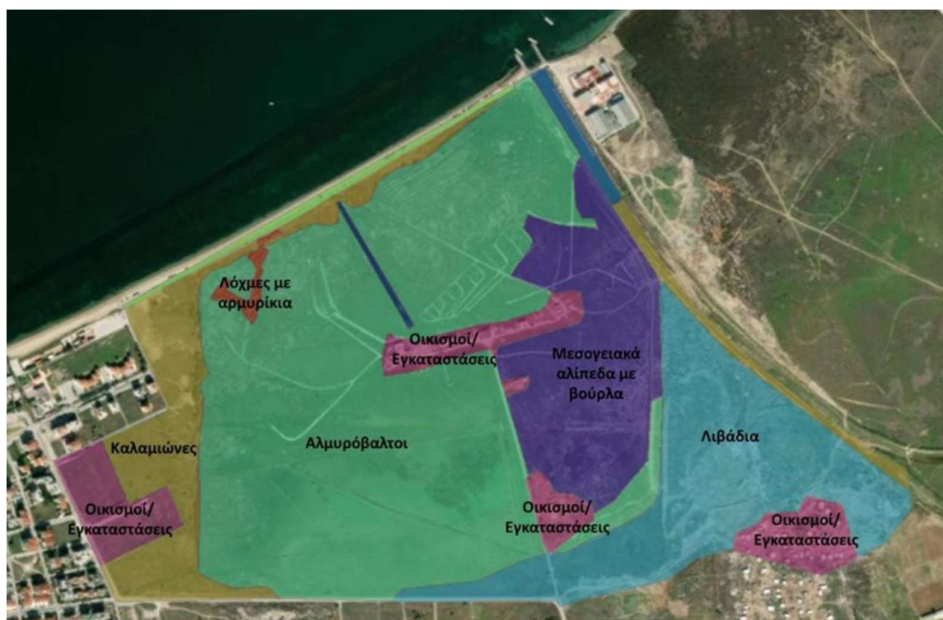 Λόχμες με
αρμυρίκια
Οικισμοί/
Εγκαταστάσεις
Μεσογειακά
αλίπεδα με
βούρλα
Καλαμιώνες
Αλμυρόβαλτοι
Λιβάδια
Οικισμοί/
Εγκαταστάσεις
Οικισμοί/
Εγκαταστάσεις
Οικισμοί/
Εγκαταστάσεις